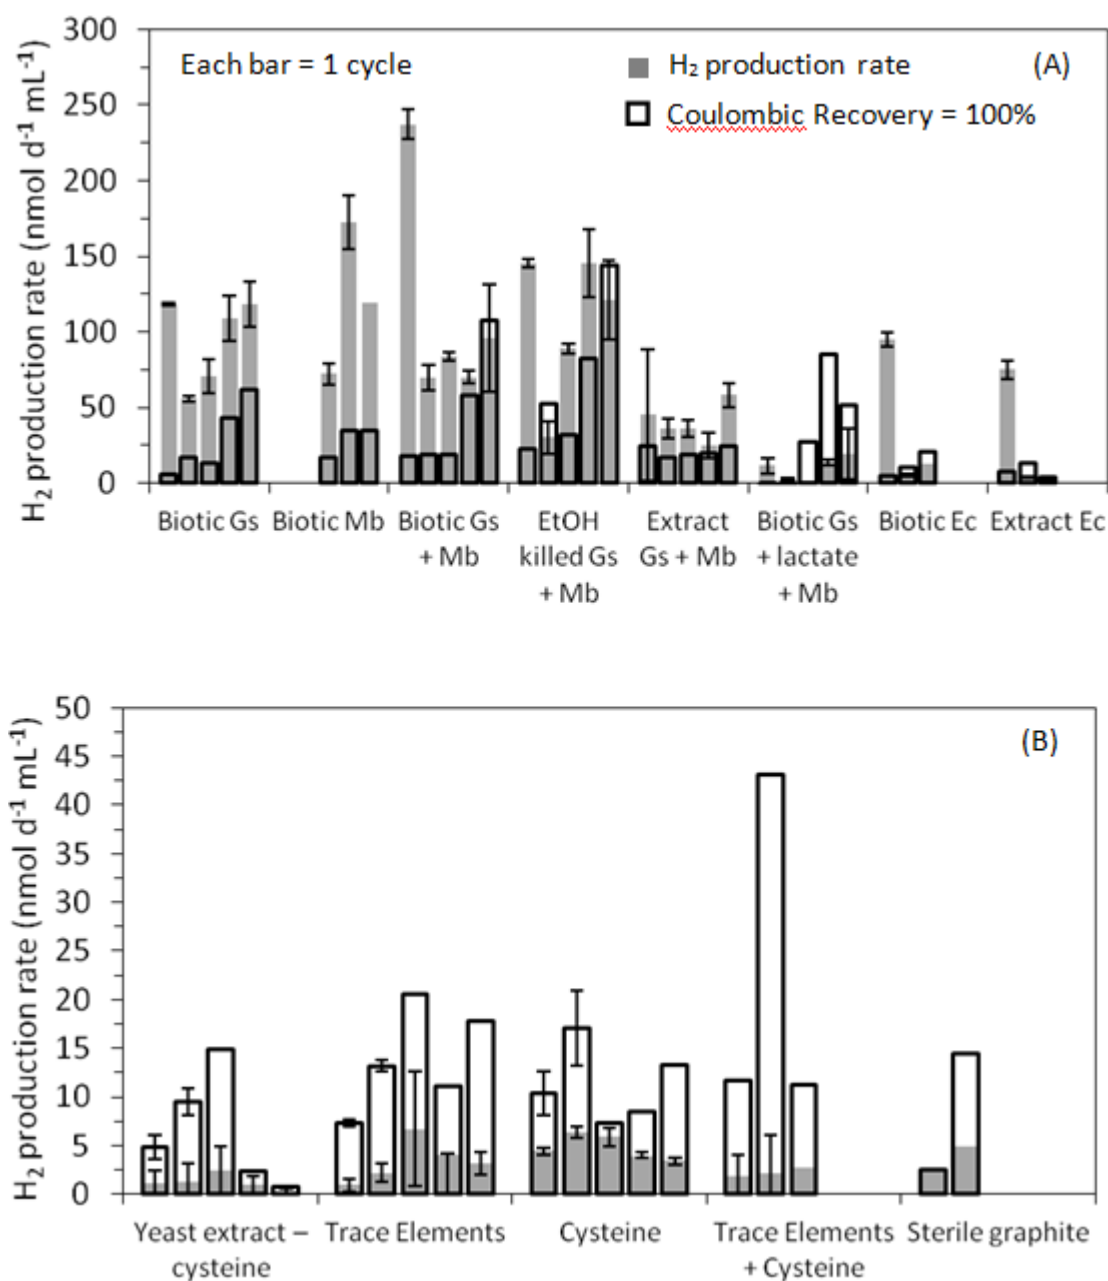 300
250
200
150
100
50
0
H₂ production rate (nmol d⁻¹ mL⁻¹)
Each bar = 1 cycle
H₂ production rate
(A)
Coulombic Recovery = 100%
Biotic Gs
Biotic Mb
Biotic Gs
+ Mb
EtOH
killed Gs
+ Mb
Extract
Gs + Mb
Biotic Gs
+ lactate
+ Mb
Biotic Ec
Extract Ec
50
45
40
35
30
25
20
15
10
5
0
H₂ production rate (nmol d⁻¹ mL⁻¹)
(B)
Yeast extract –
cysteine
Trace Elements
Cysteine
Trace Elements
+ Cysteine
Sterile graphite